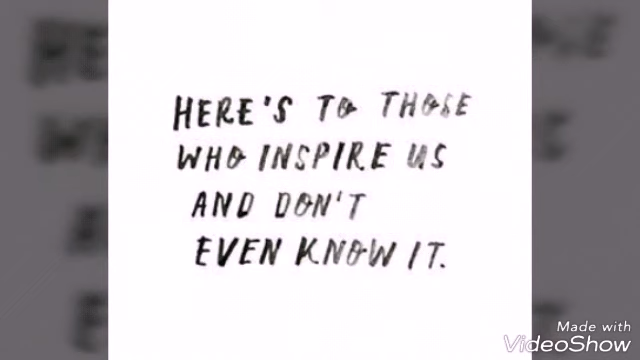 HERE'S TO THOSE
WHO INSPIRE US
AND DON'T
EVEN KNOW IT.
Made with
VideoShow